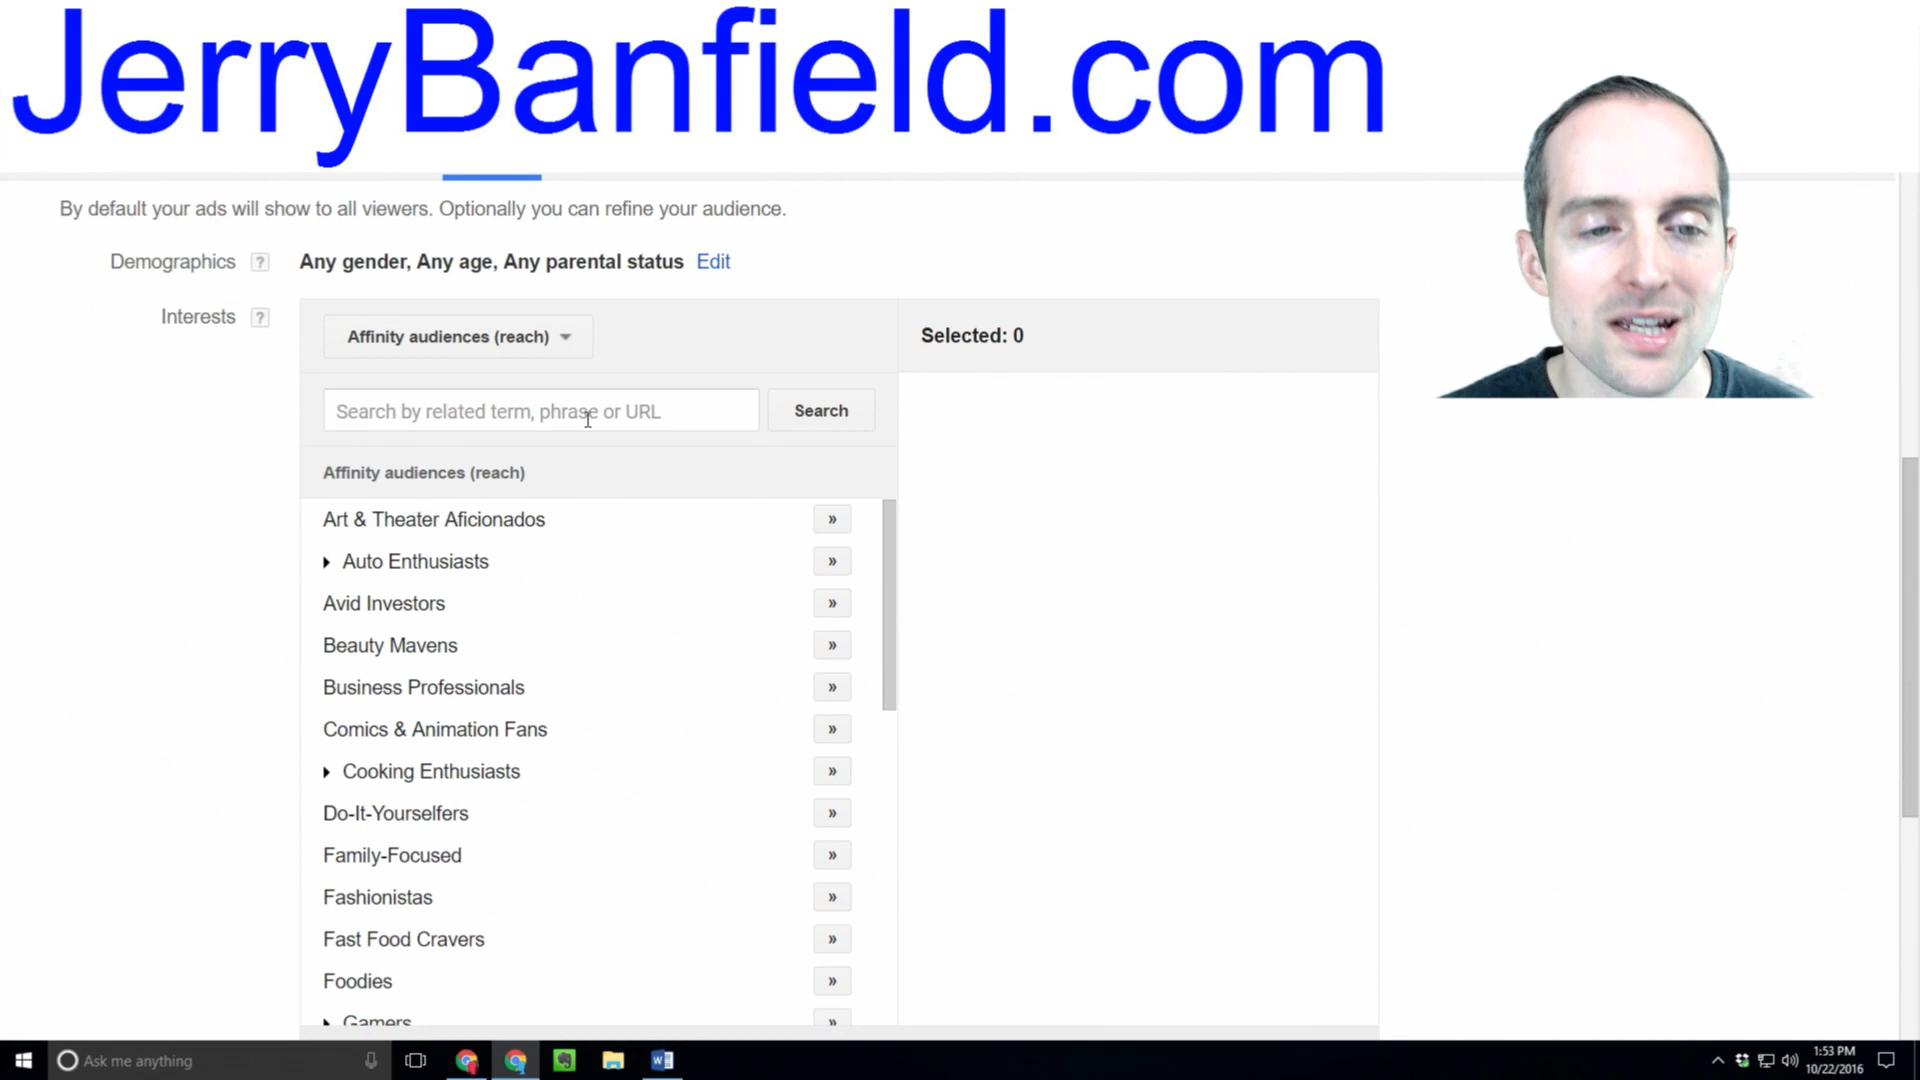 JerryBanfield.com
By default your ads will show to all viewers. Optionally you can refine your audience.
Demographics ? Any gender, Any age, Any parental status Edit
Interests ?
Affinity audiences (reach)
Selected: 0
Search by related term, phrase or URL
Search
Affinity audiences (reach)
Art & Theater Aficionados »
Auto Enthusiasts »
Avid Investors »
Beauty Mavens »
Business Professionals »
Comics & Animation Fans »
Cooking Enthusiasts »
Do-It-Yourselfers »
Family-Focused »
Fashionistas »
Fast Food Cravers »
Foodies »
Gamers »
Ask me anything
1:53 PM
10/22/2016